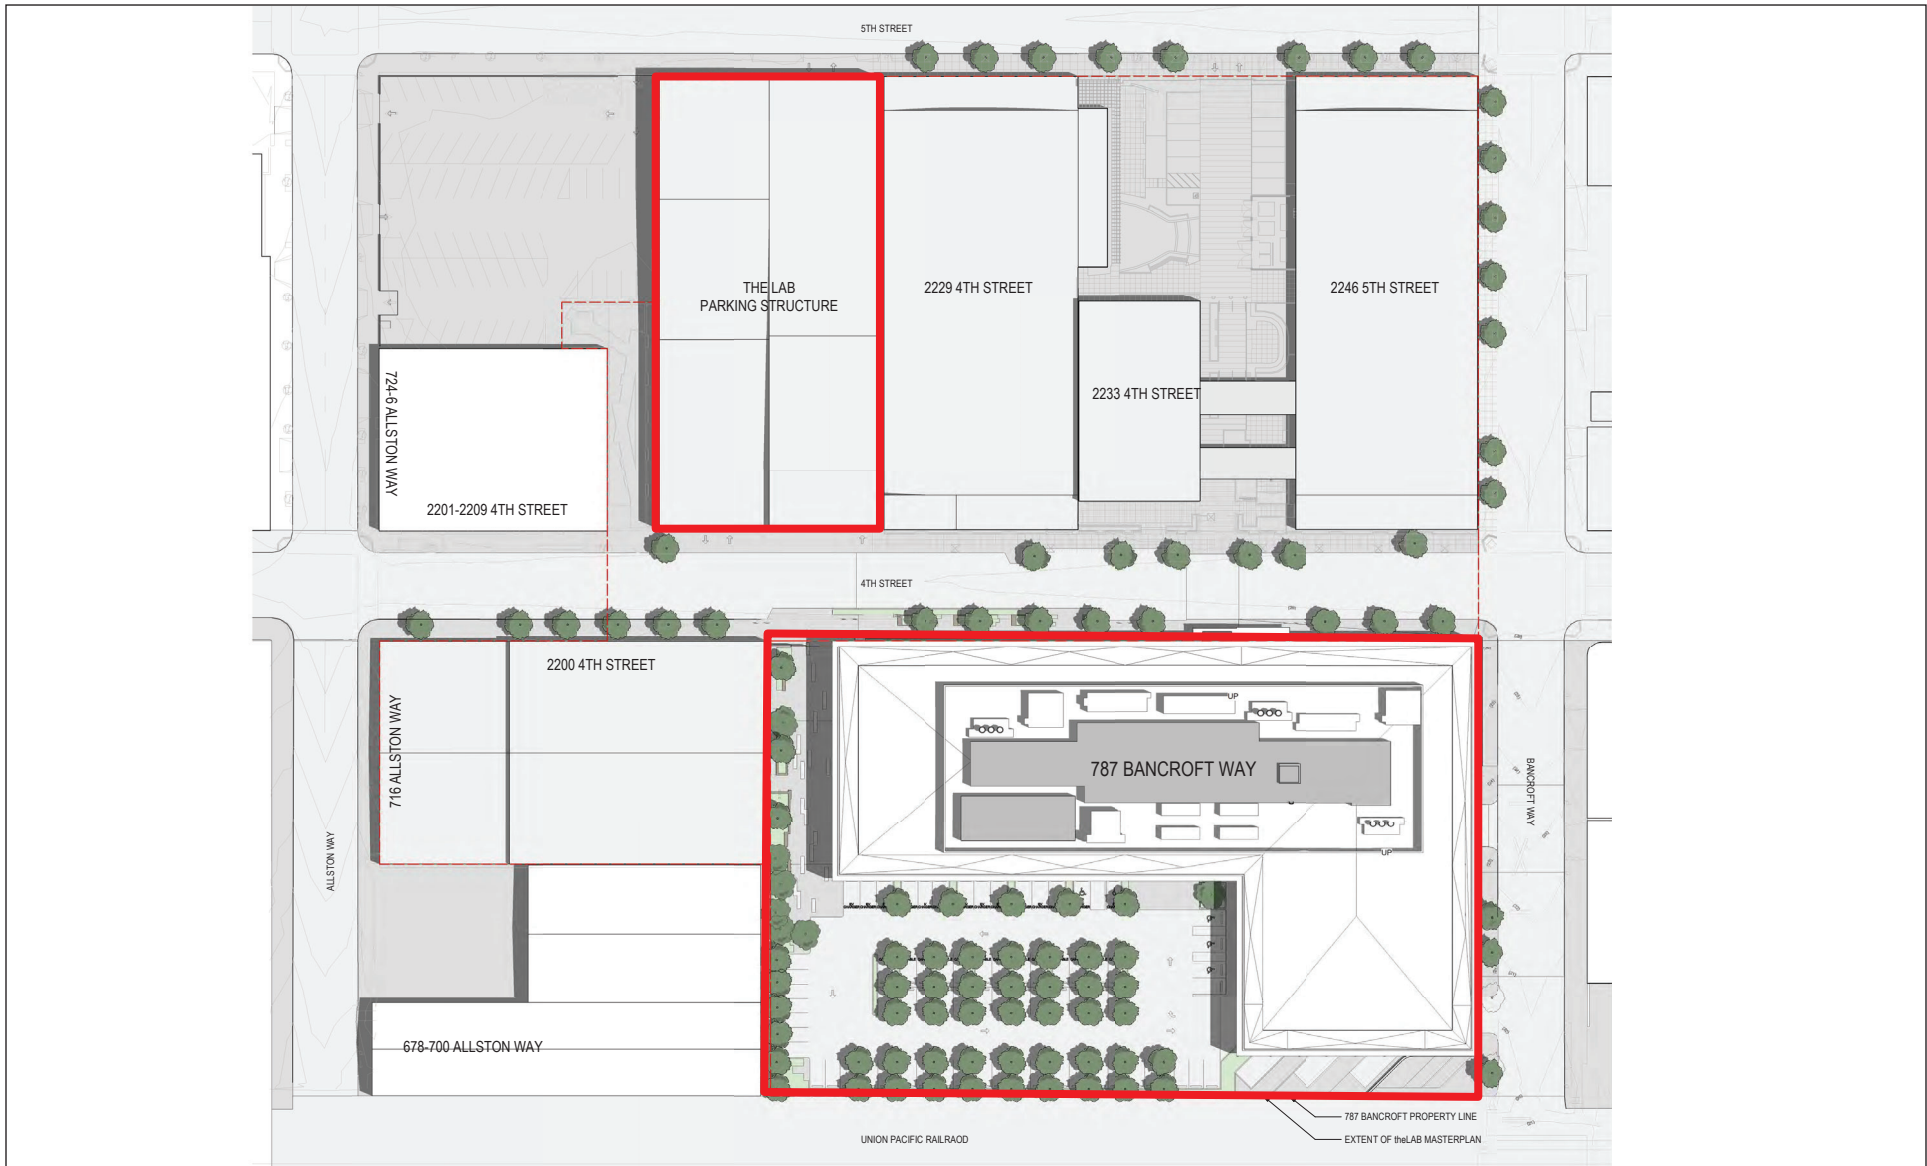 5TH STREET
THE LAB
PARKING STRUCTURE
2229 4TH STREET
2246 5TH STREET
724-6 ALLSTON WAY
2233 4TH STREET
2201-2209 4TH STREET
4TH STREET
2200 4TH STREET
716 ALLSTON WAY
UP
787 BANCROFT WAY
BANCROFT WAY
ALLSTON WAY
UP
678-700 ALLSTON WAY
787 BANCROFT PROPERTY LINE
EXTENT OF theLAB MASTERPLAN
UNION PACIFIC RAILRAOD